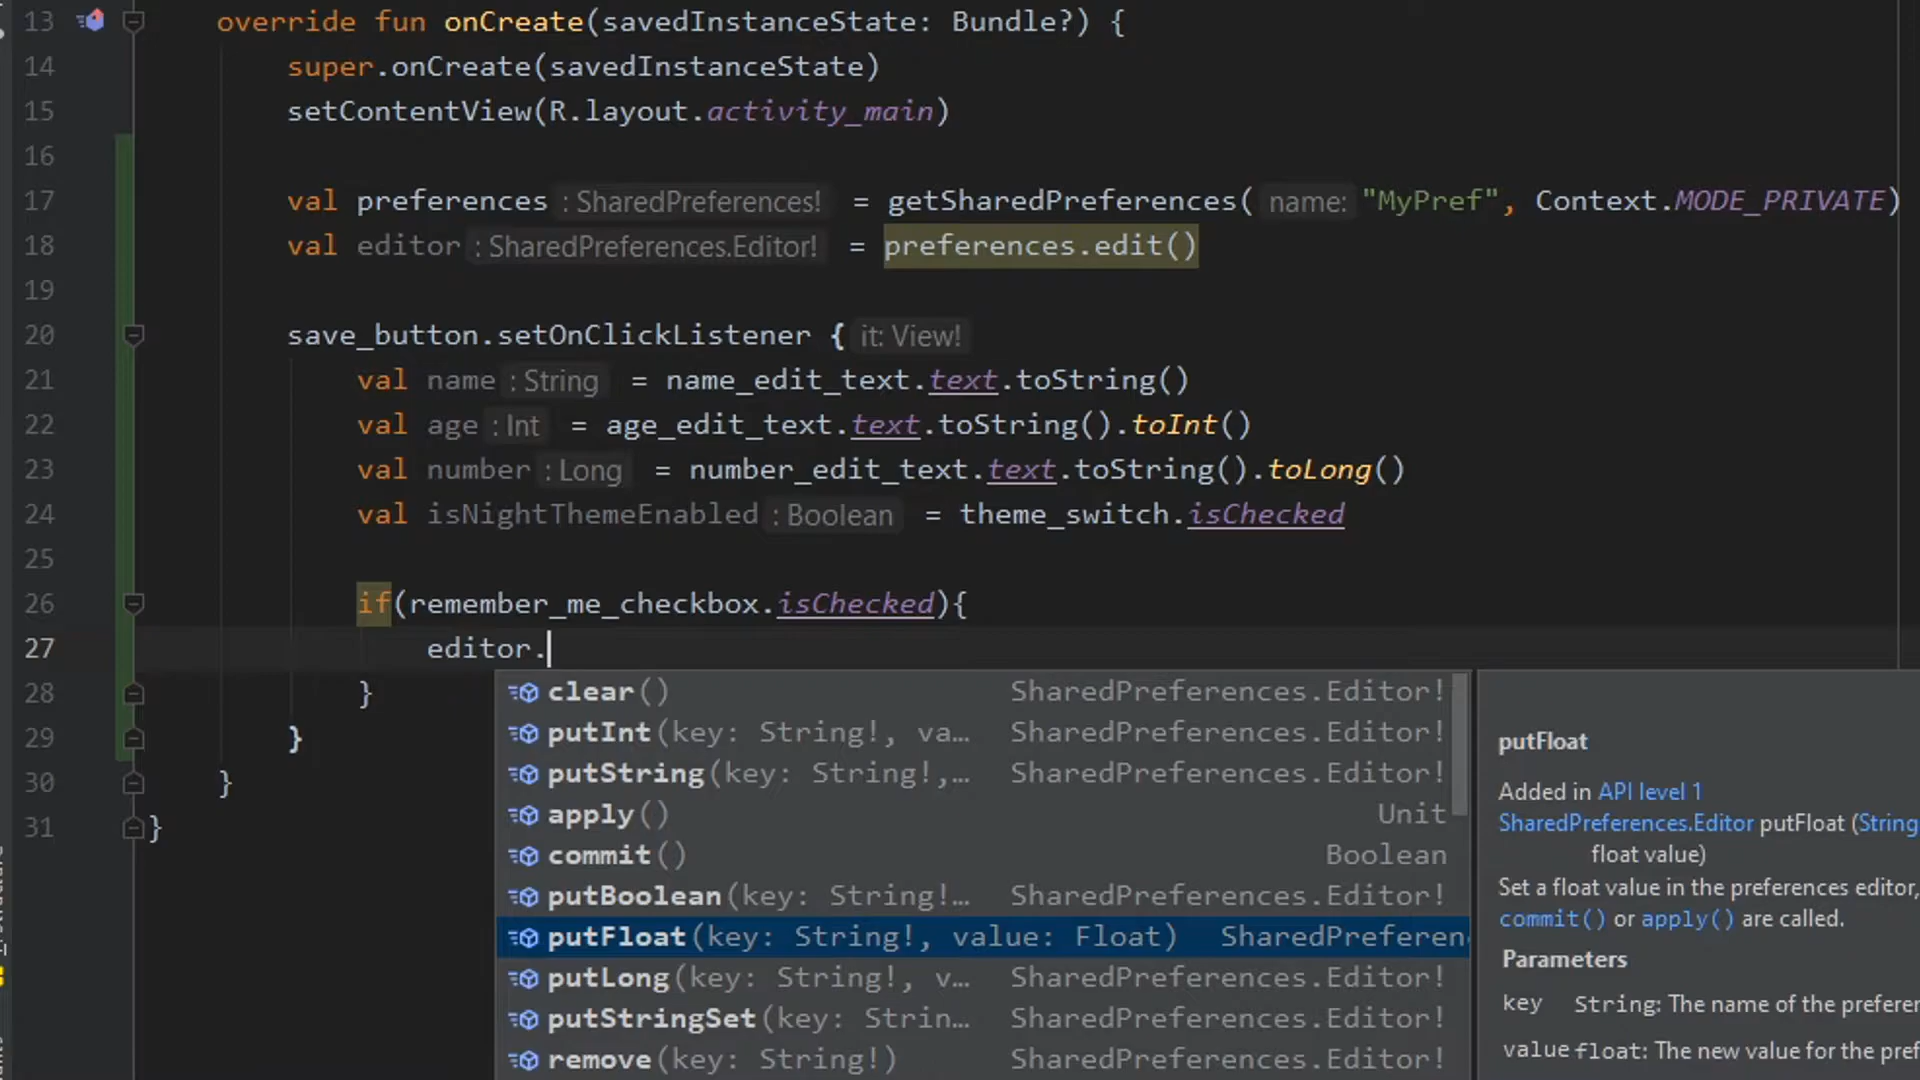 13 override fun onCreate(savedInstanceState: Bundle?) {
14 super.onCreate(savedInstanceState)
15 setContentView(R.layout.activity_main)
16
17 val preferences : SharedPreferences! = getSharedPreferences( name: "MyPref", Context.MODE_PRIVATE)
18 val editor : SharedPreferences.Editor! = preferences.edit()
19
20 save_button.setOnClickListener { it: View!
21 val name : String = name_edit_text.text.toString()
22 val age : Int = age_edit_text.text.toString().toInt()
23 val number : Long = number_edit_text.text.toString().toLong()
24 val isNightThemeEnabled : Boolean = theme_switch.isChecked
25
26 if(remember_me_checkbox.isChecked){
27 editor.
28 }
29 }
30 }
31 }
clear() SharedPreferences.Editor!
putInt(key: String!, va… SharedPreferences.Editor!
putString(key: String!,… SharedPreferences.Editor!
apply() Unit
commit() Boolean
putBoolean(key: String!… SharedPreferences.Editor!
putFloat(key: String!, value: Float) SharedPreferen
putLong(key: String!, v… SharedPreferences.Editor!
putStringSet(key: Strin… SharedPreferences.Editor!
remove(key: String!) SharedPreferences.Editor!
putFloat
Added in API level 1
SharedPreferences.Editor putFloat (String
float value)
Set a float value in the preferences editor,
commit() or apply() are called.
Parameters
key String: The name of the preferen
value float: The new value for the pref